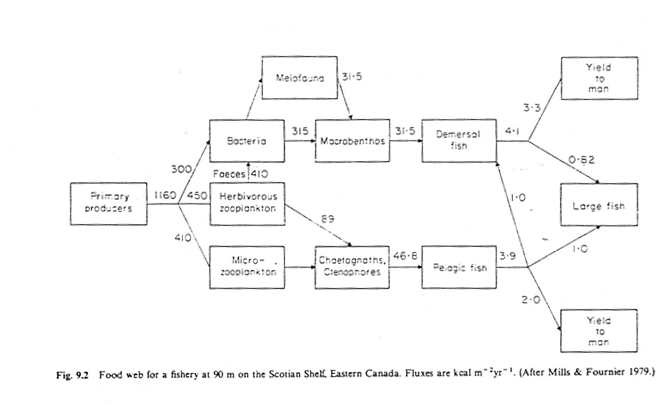 Yield
to
man
Meiofauna
31·5
3·3
Bacteria
315
Macrobenthos
31·5
Demersal
fish
4·1
0·82
300
Faeces
410
Primary
producers
1160
450
Herbivorous
zooplankton
89
1·0
Large fish
410
Micro-
zooplankton
Chaetognaths,
Ctenophores
46·8
Pelagic fish
3·9
1·0
2·0
Yield
to
man
Fig. 9.2 Food web for a fishery at 90 m on the Scotian Shelf, Eastern Canada. Fluxes are kcal m⁻²yr⁻¹. (After Mills & Fournier 1979.)